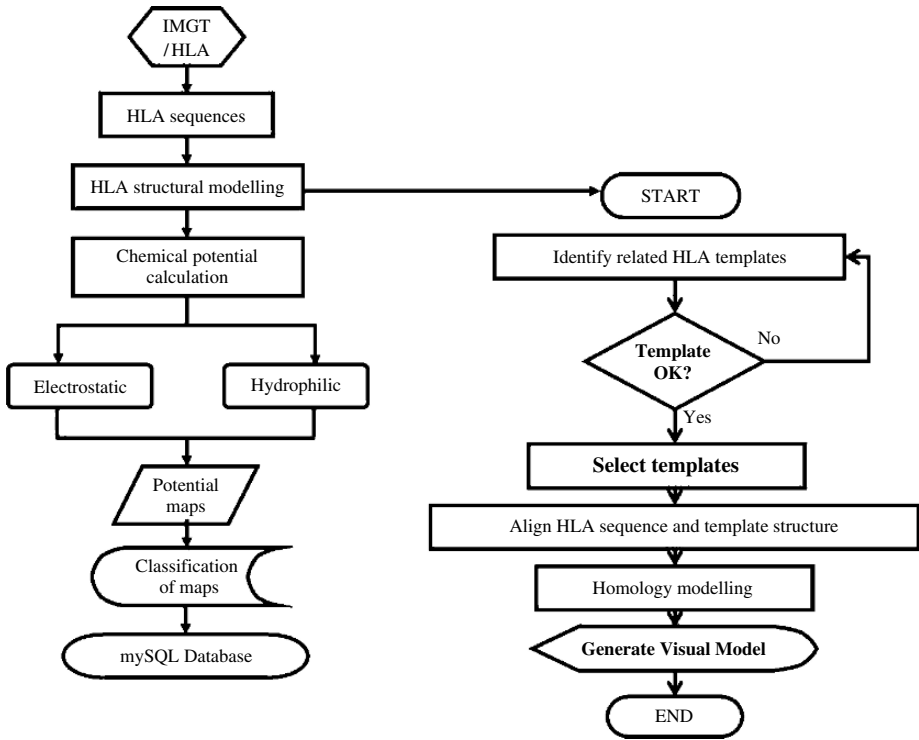 IMGT
/HLA
HLA sequences
HLA structural modelling
Chemical potential
calculation
Electrostatic
Hydrophilic
Potential
maps
Classification
of maps
mySQL Database
START
Identify related HLA templates
Template
OK?
No
Yes
Select templates
Align HLA sequence and template structure
Homology modelling
Generate Visual Model
END